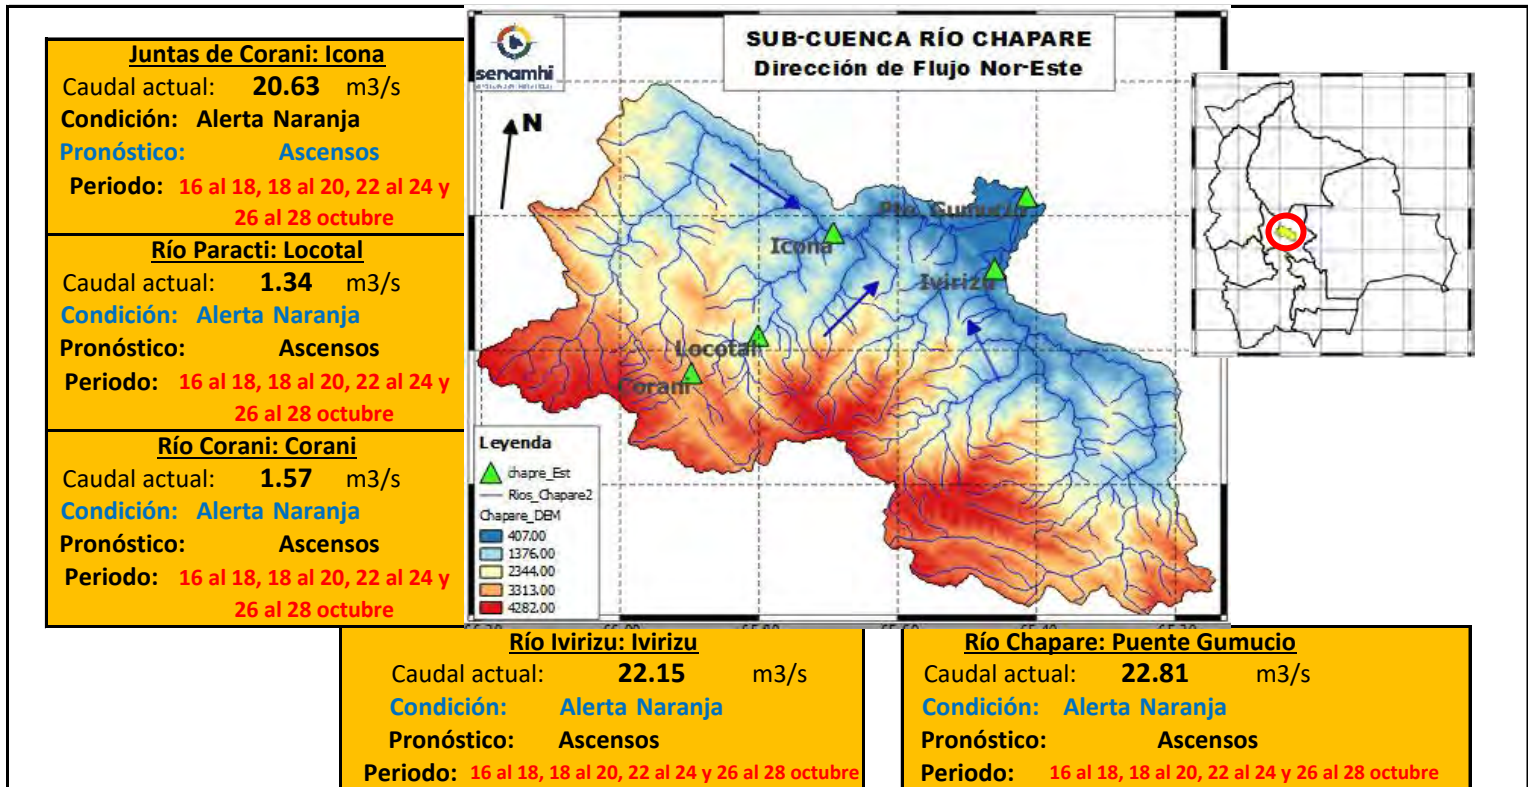 Juntas de Corani: Icona
Caudal actual: 20.63 m3/s
Condición: Alerta Naranja
Pronóstico: Ascensos
Periodo: 16 al 18, 18 al 20, 22 al 24 y
26 al 28 octubre
Río Paracti: Locotal
Caudal actual: 1.34 m3/s
Condición: Alerta Naranja
Pronóstico: Ascensos
Periodo: 16 al 18, 18 al 20, 22 al 24 y
26 al 28 octubre
Río Corani: Corani
Caudal actual: 1.57 m3/s
Condición: Alerta Naranja
Pronóstico: Ascensos
Periodo: 16 al 18, 18 al 20, 22 al 24 y
26 al 28 octubre
senamhi
SUB-CUENCA RÍO CHAPARE
Dirección de Flujo Nor-Este
N
Pto. Gumucio
Icona
Ivirizu
Locotal
Corani
Leyenda
chapre_Est
Rios_Chapare2
Chapare_DEM
407.00
1376.00
2344.00
3313.00
4282.00
Río Ivirizu: Ivirizu
Caudal actual: 22.15 m3/s
Condición: Alerta Naranja
Pronóstico: Ascensos
Periodo: 16 al 18, 18 al 20, 22 al 24 y 26 al 28 octubre
Río Chapare: Puente Gumucio
Caudal actual: 22.81 m3/s
Condición: Alerta Naranja
Pronóstico: Ascensos
Periodo: 16 al 18, 18 al 20, 22 al 24 y 26 al 28 octubre